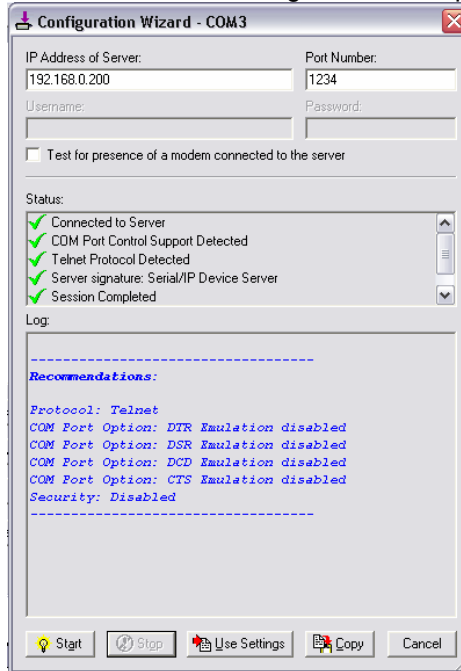 Configuration Wizard - COM3
IP Address of Server: Port Number:
192.168.0.200 1234
Username: Password:
Test for presence of a modem connected to the server
Status:
Connected to Server
COM Port Control Support Detected
Telnet Protocol Detected
Server signature: Serial/IP Device Server
Session Completed
Log:
----------------------------------
Recommendations:
Protocol: Telnet
COM Port Option: DTR Emulation disabled
COM Port Option: DSR Emulation disabled
COM Port Option: DCD Emulation disabled
COM Port Option: CTS Emulation disabled
Security: Disabled
----------------------------------
Start Stop Use Settings Copy Cancel